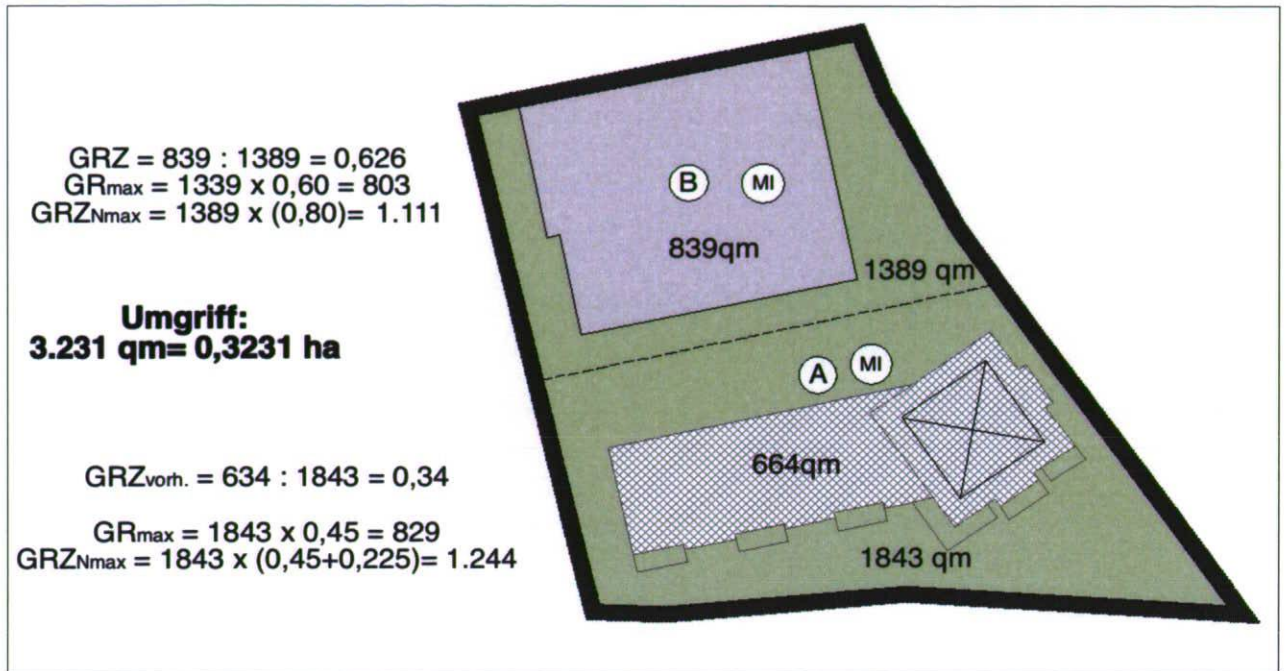 GRZ = 839 : 1389 = 0,626
GRmax = 1339 x 0,60 = 803
GRZNmax = 1389 x (0,80)= 1.111
Umgriff:
3.231 qm= 0,3231 ha
GRZvorh. = 634 : 1843 = 0,34
GRmax = 1843 x 0,45 = 829
GRZNmax = 1843 x (0,45+0,225)= 1.244
B MI
839qm
1389 qm
A MI
664qm
1843 qm